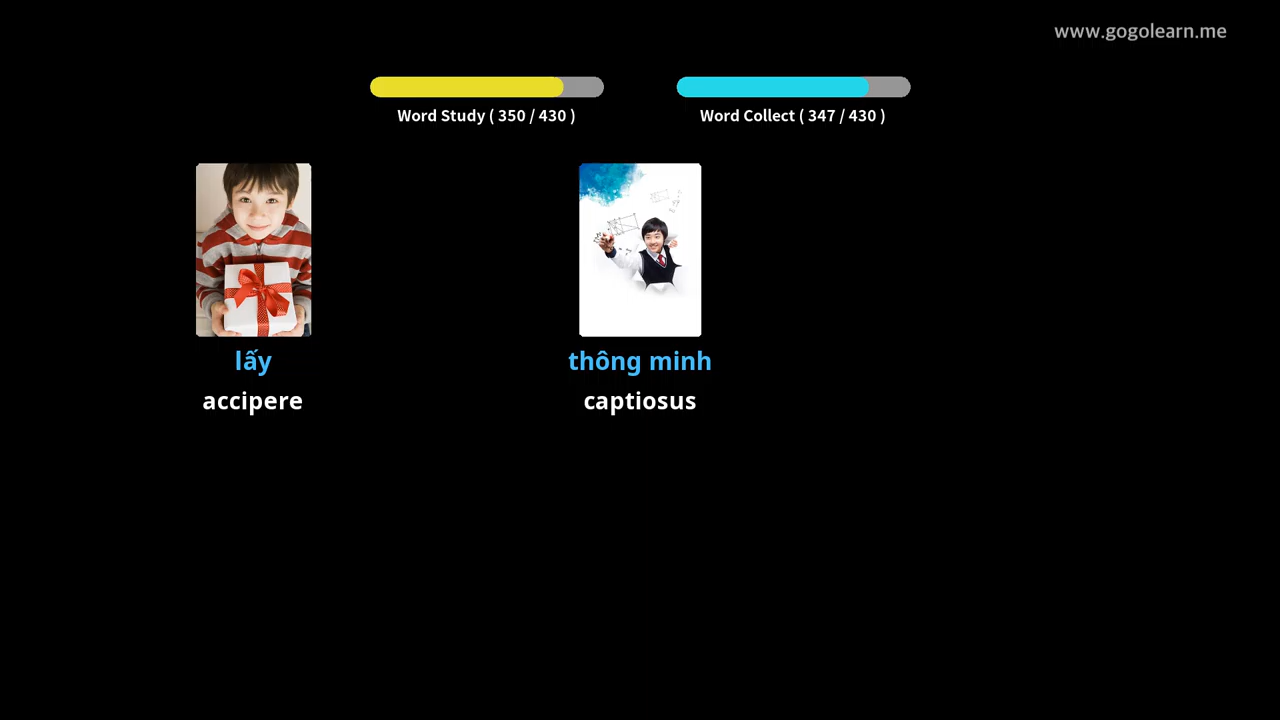 www.gogolearn.me
Word Study ( 350 / 430 )
Word Collect ( 347 / 430 )
lấy
accipere
thông minh
captiosus